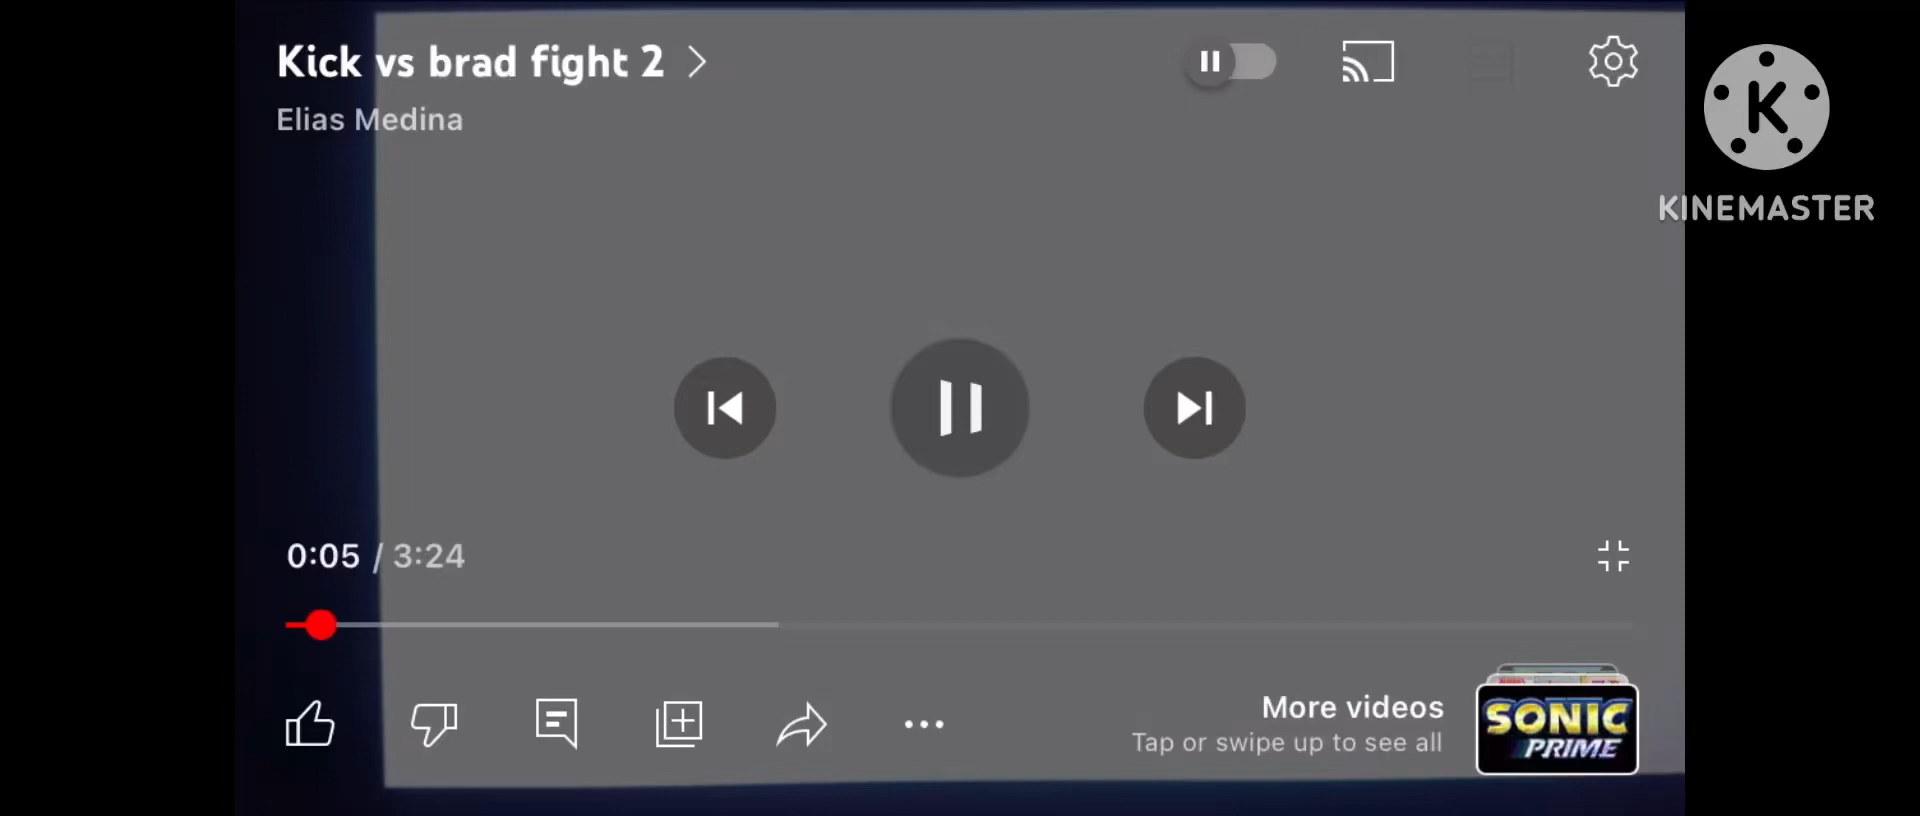 Kick vs brad fight 2
Elias Medina
K
KINEMASTER
0:05 / 3:24
More videos
Tap or swipe up to see all
SONIC
PRIME